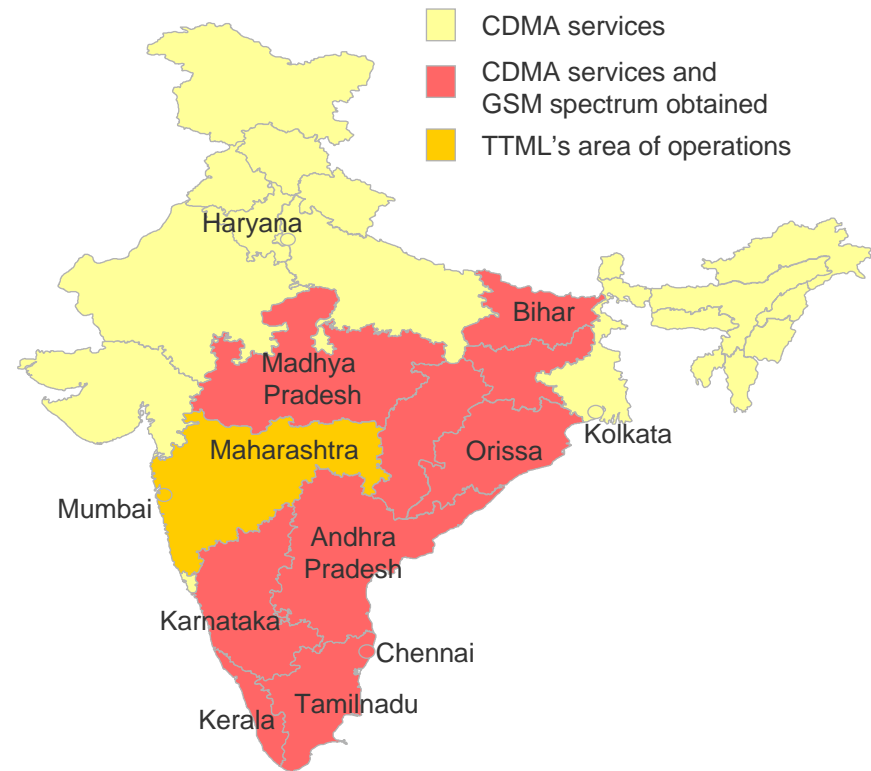 CDMA services
CDMA services and
GSM spectrum obtained
TTML's area of operations
Haryana
Bihar
Madhya
Pradesh
Kolkata
Maharashtra
Orissa
Mumbai
Andhra
Pradesh
Karnataka
Chennai
Tamilnadu
Kerala